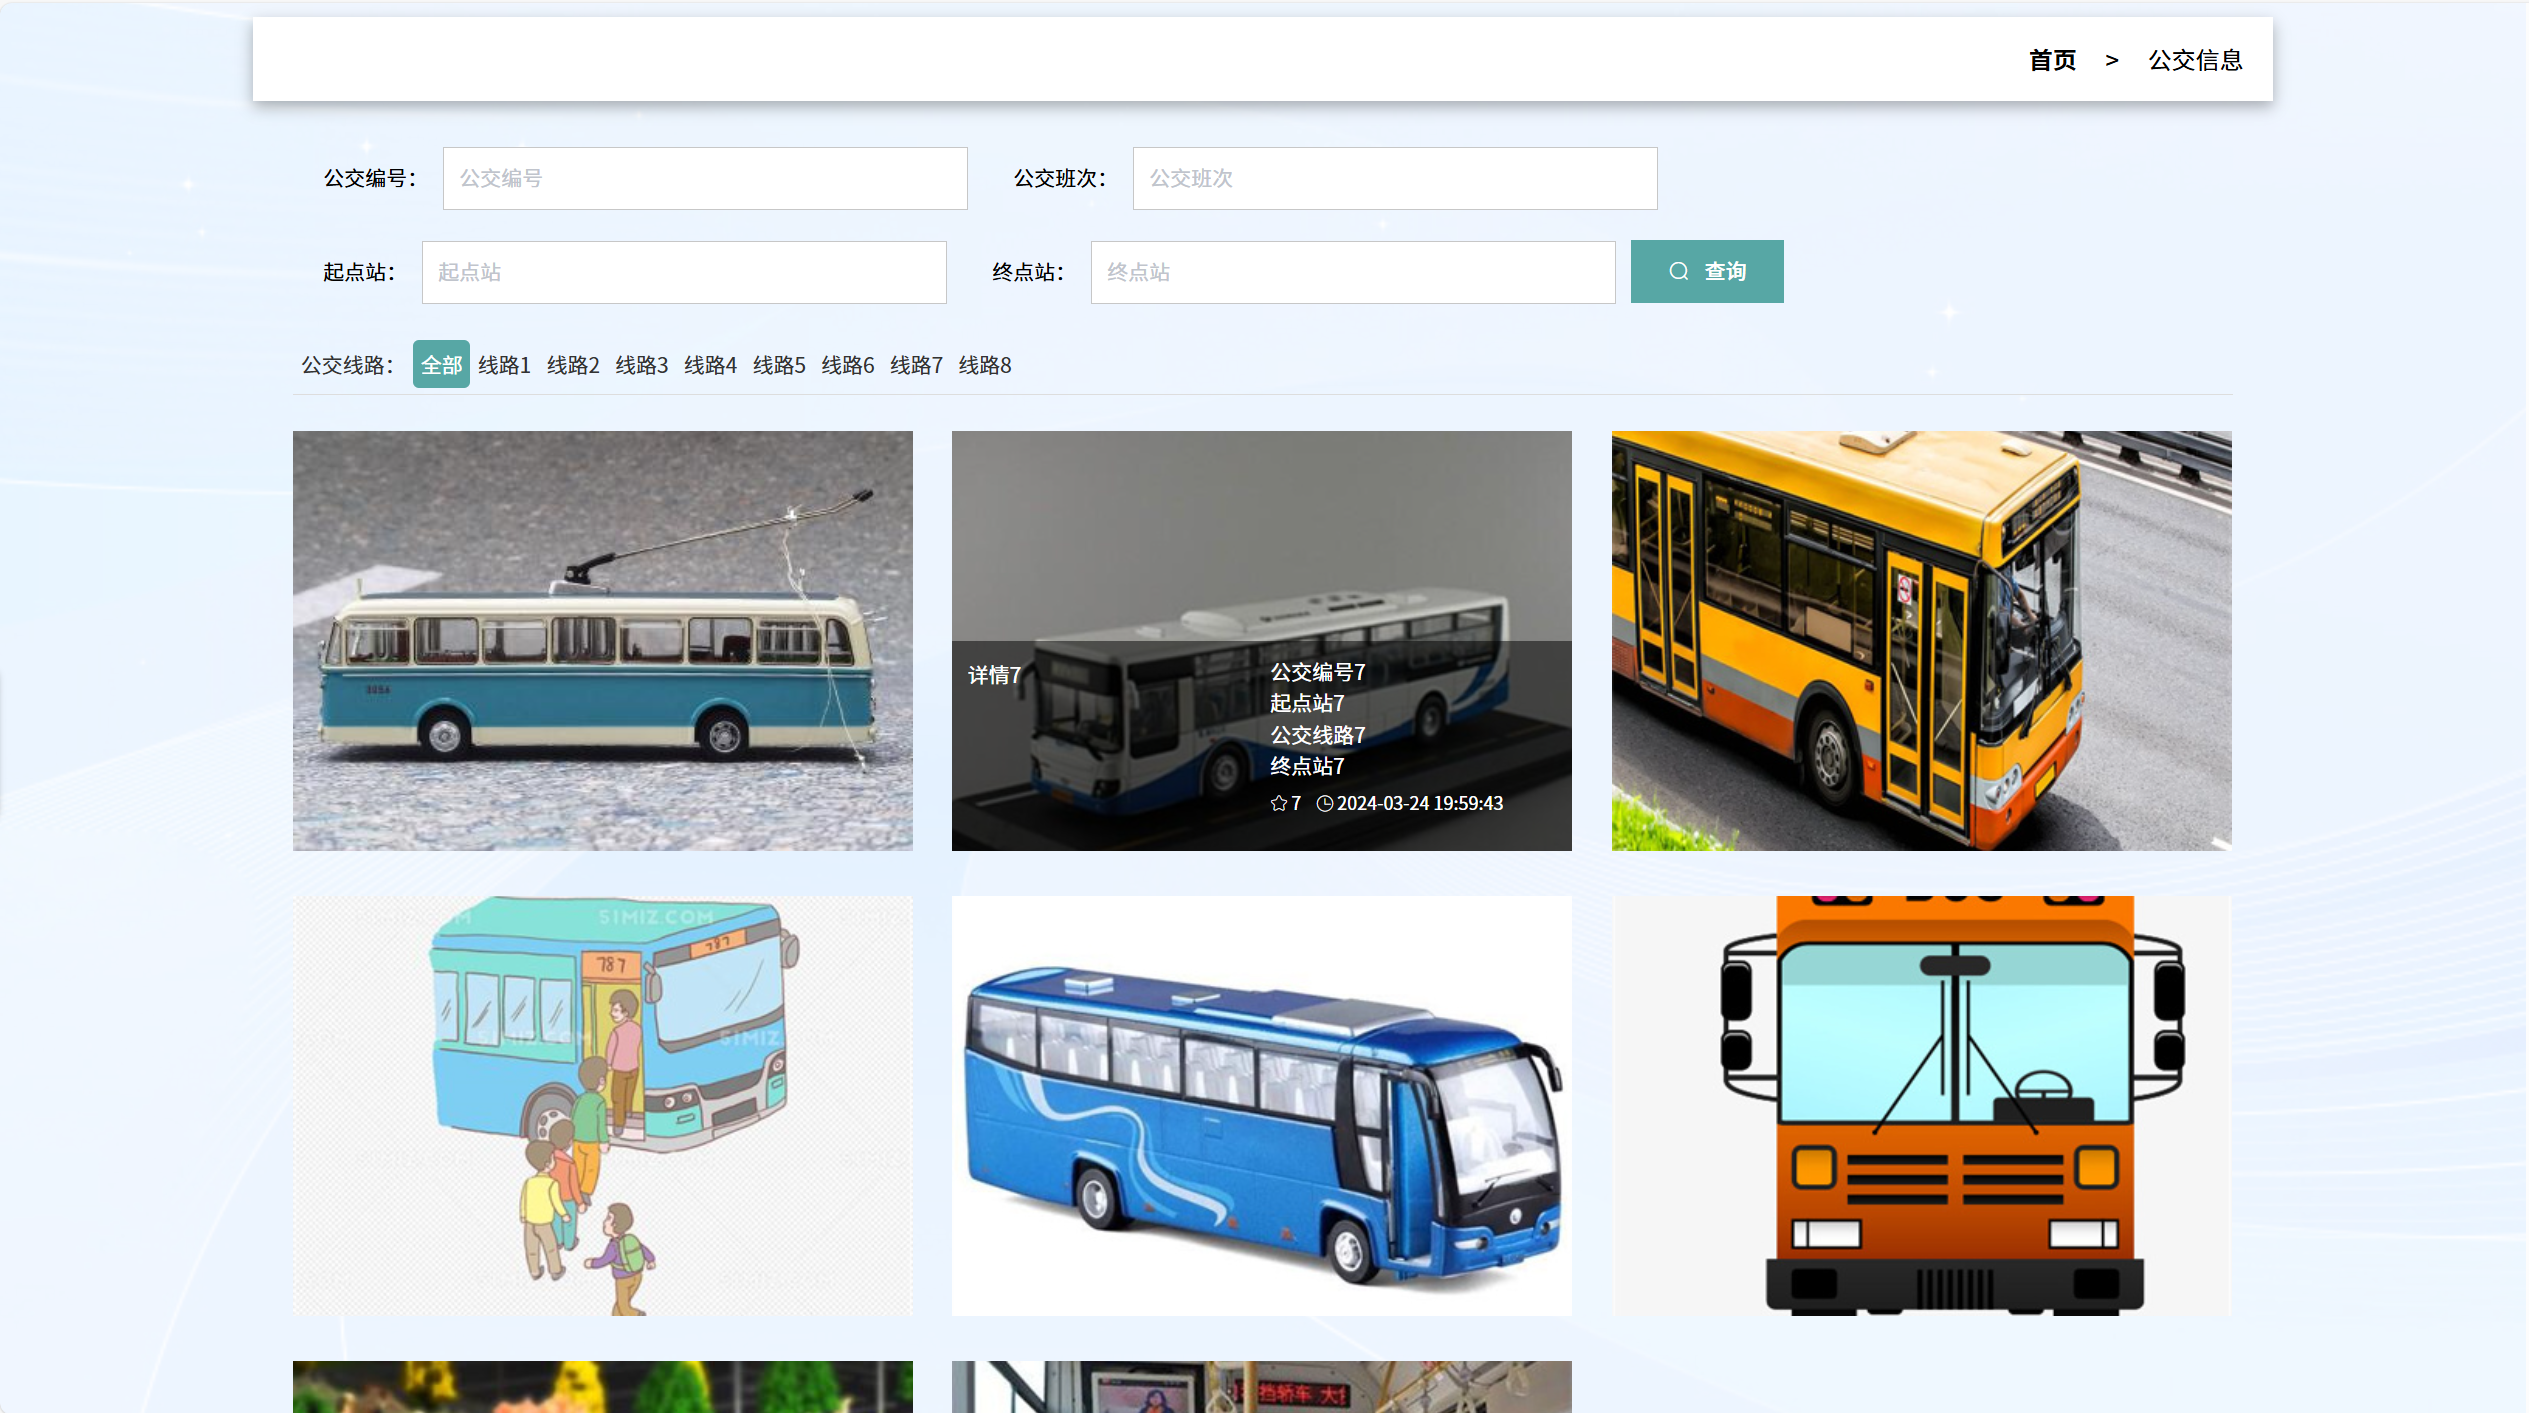 首页 > 公交信息
公交编号： 公交编号 公交班次： 公交班次
起点站： 起点站 终点站： 终点站 查询
公交线路： 全部 线路1 线路2 线路3 线路4 线路5 线路6 线路7 线路8
3054
详情7
公交编号7
起点站7
公交线路7
终点站7
7 2024-03-24 19:59:43
51MIZ.COM
787
787
51MIZ.COM
51MIZ